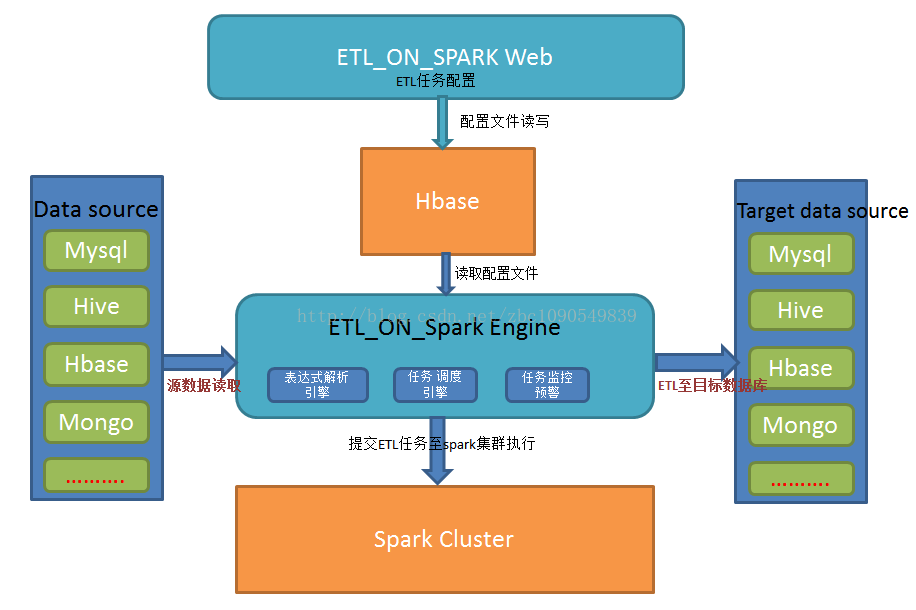 ETL_ON_SPARK Web
ETL任务配置
配置文件读写
Hbase
读取配置文件
Data source
Mysql
Hive
Hbase
Mongo
..........
源数据读取
http://blog.csdn.net/zbc1090549839
ETL_ON_Spark Engine
表达式解析
引擎
任务 调度
引擎
任务监控
预警
ETL至目标数据库
Target data source
Mysql
Hive
Hbase
Mongo
..........
提交ETL任务至spark集群执行
Spark Cluster